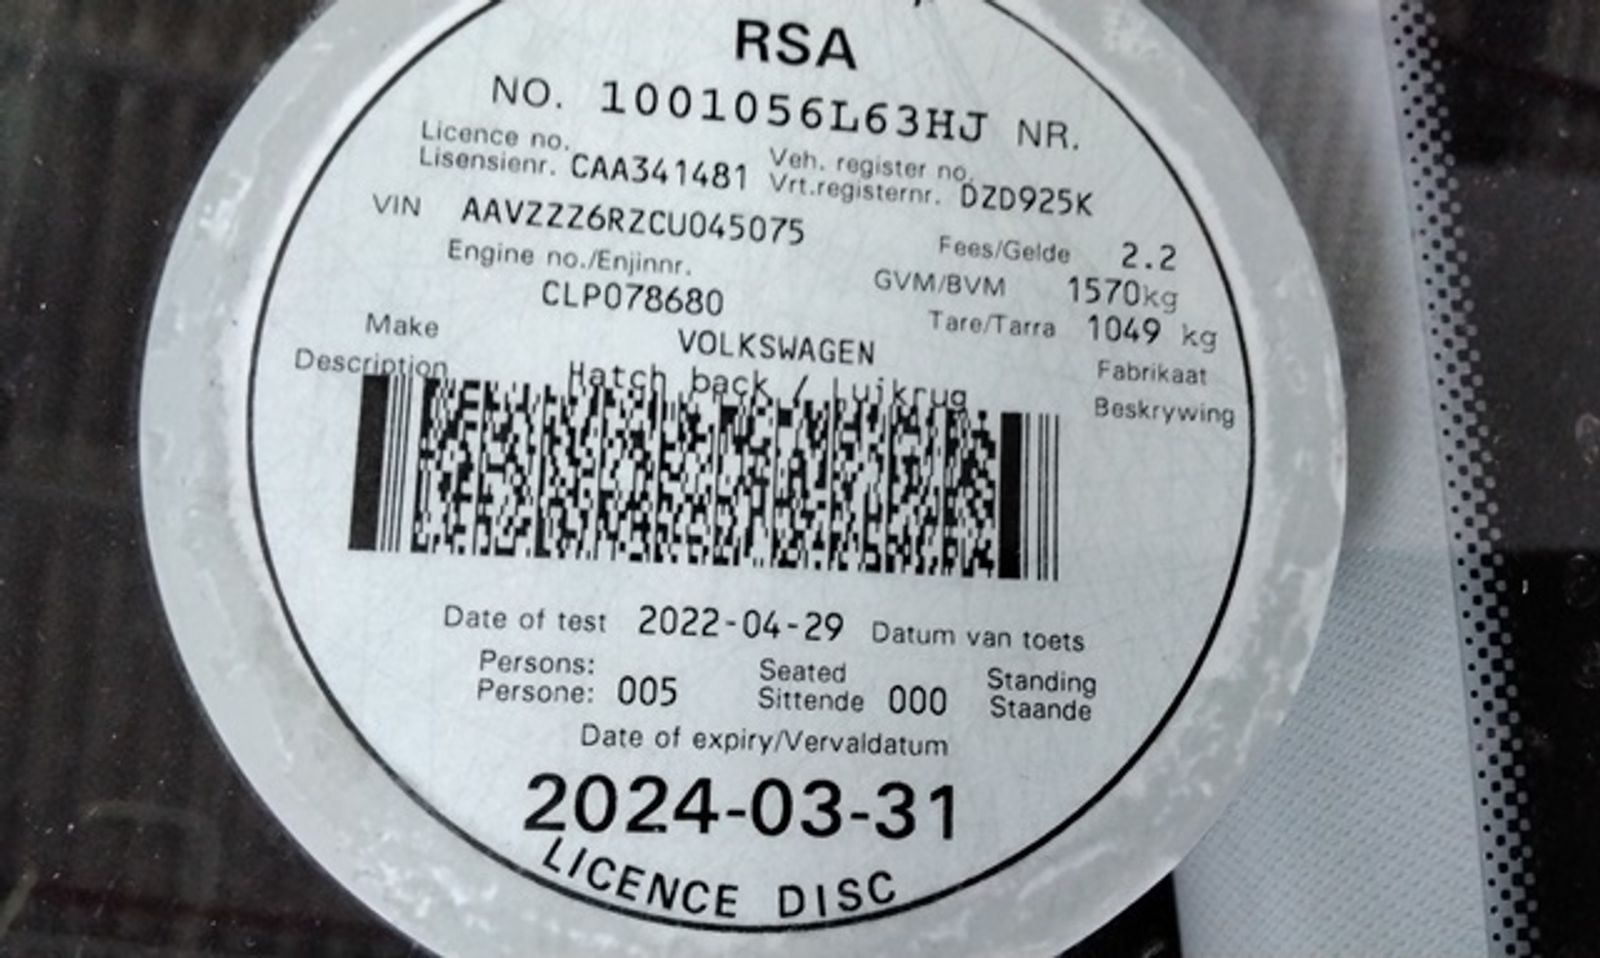 RSA
NO. 1001056L63HJ NR.
Licence no. Veh. register no.
Lisensienr. CAA341481 Vrt.registernr. DZD925K
VIN AAVZZZ6RZCU045075
Fees/Gelde 2.2
Engine no./Enjinnr.
GVM/BVM 1570kg
CLP078680
Tare/Tarra 1049 kg
Make VOLKSWAGEN Fabrikaat
Description Hatch back / Luikrug Beskrywing
Date of test 2022-04-29 Datum van toets
Persons: Seated Standing
Persone: 005 Sittende 000 Staande
Date of expiry/Vervaldatum
2024-03-31
LICENCE DISC